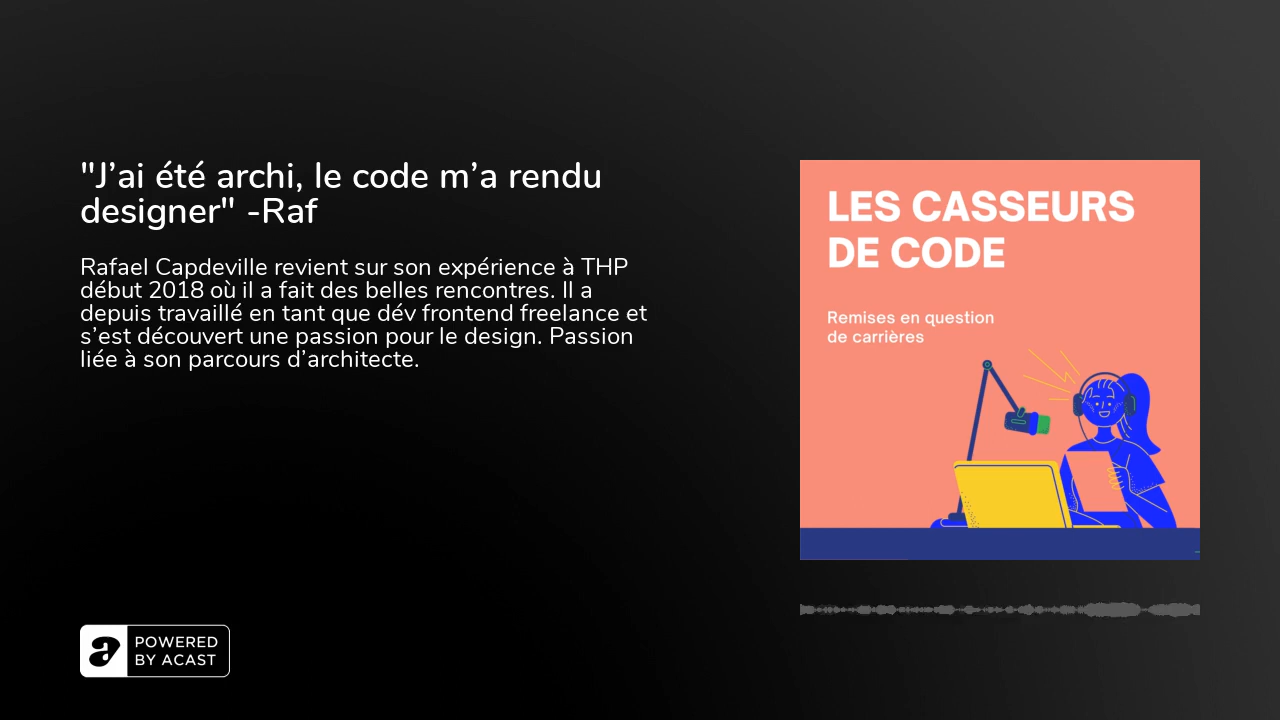 "J’ai été archi, le code m’a rendu
designer" -Raf
Rafael Capdeville revient sur son expérience à THP
début 2018 où il a fait des belles rencontres. Il a
depuis travaillé en tant que dév frontend freelance et
s’est découvert une passion pour le design. Passion
liée à son parcours d’architecte.
LES CASSEURS
DE CODE
Remises en question
de carrières
a
POWERED
BY ACAST